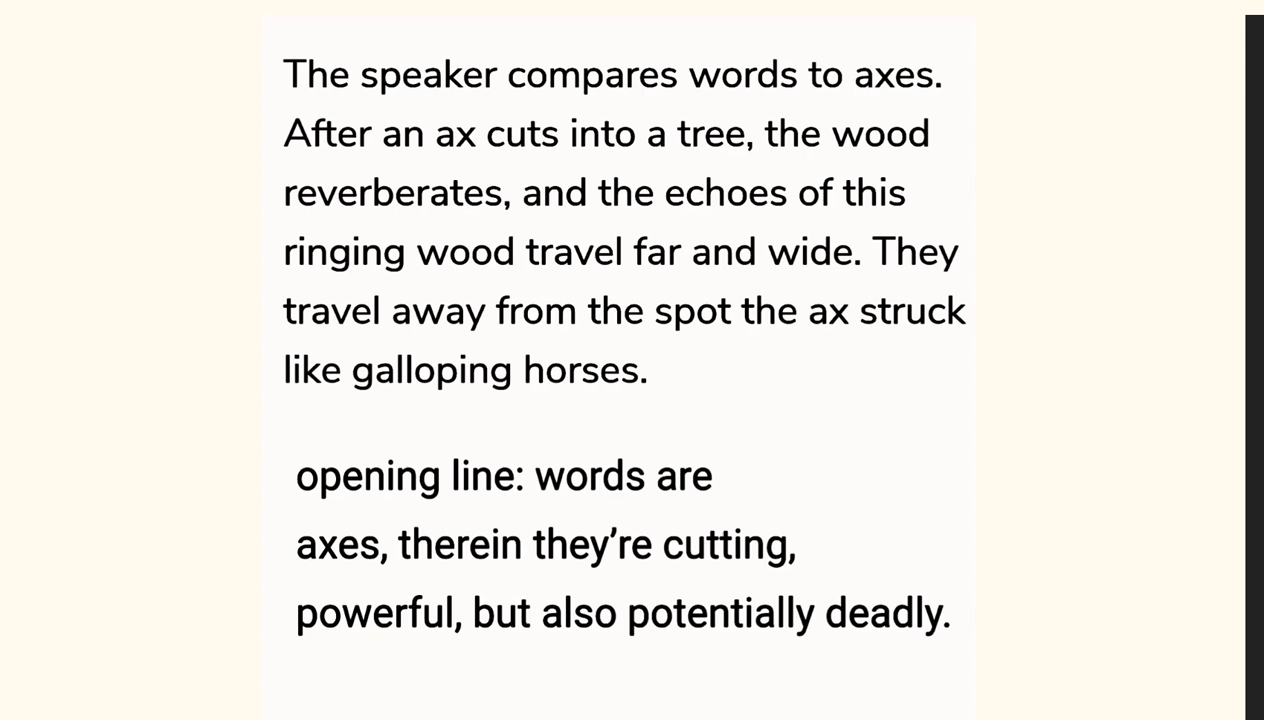 The speaker compares words to axes.
After an ax cuts into a tree, the wood
reverberates, and the echoes of this
ringing wood travel far and wide. They
travel away from the spot the ax struck
like galloping horses.
opening line: words are
axes, therein they’re cutting,
powerful, but also potentially deadly.